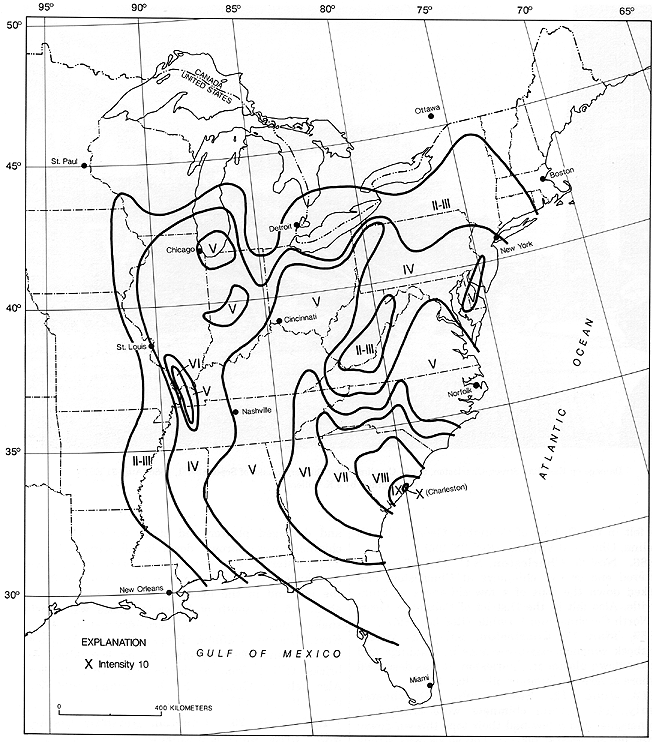 95° 90° 85° 80° 75° 70° 65°
50°
CANADA
UNITED STATES
Ottawa
45°
St. Paul
Boston
II-III
Detroit
New York
Chicago
V
IV
V
V
V
40°
Cincinnati
St. Louis
VI
II-III
V
V
Norfolk
Nashville
ATLANTIC OCEAN
35°
II-III
IV
V
VI
VII
VIII
IX
X (Charleston)
New Orleans
30°
EXPLANATION
X Intensity 10
GULF OF MEXICO
Miami
0 400 KILOMETERS